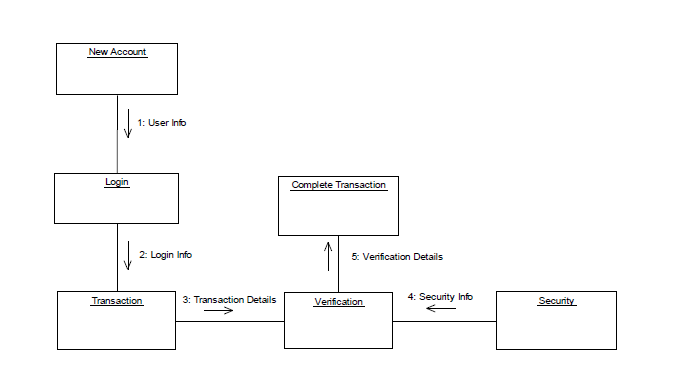 New Account
1: User Info
Login
Complete Transaction
2: Login Info
5: Verification Details
Transaction
3: Transaction Details
Verification
4: Security Info
Security